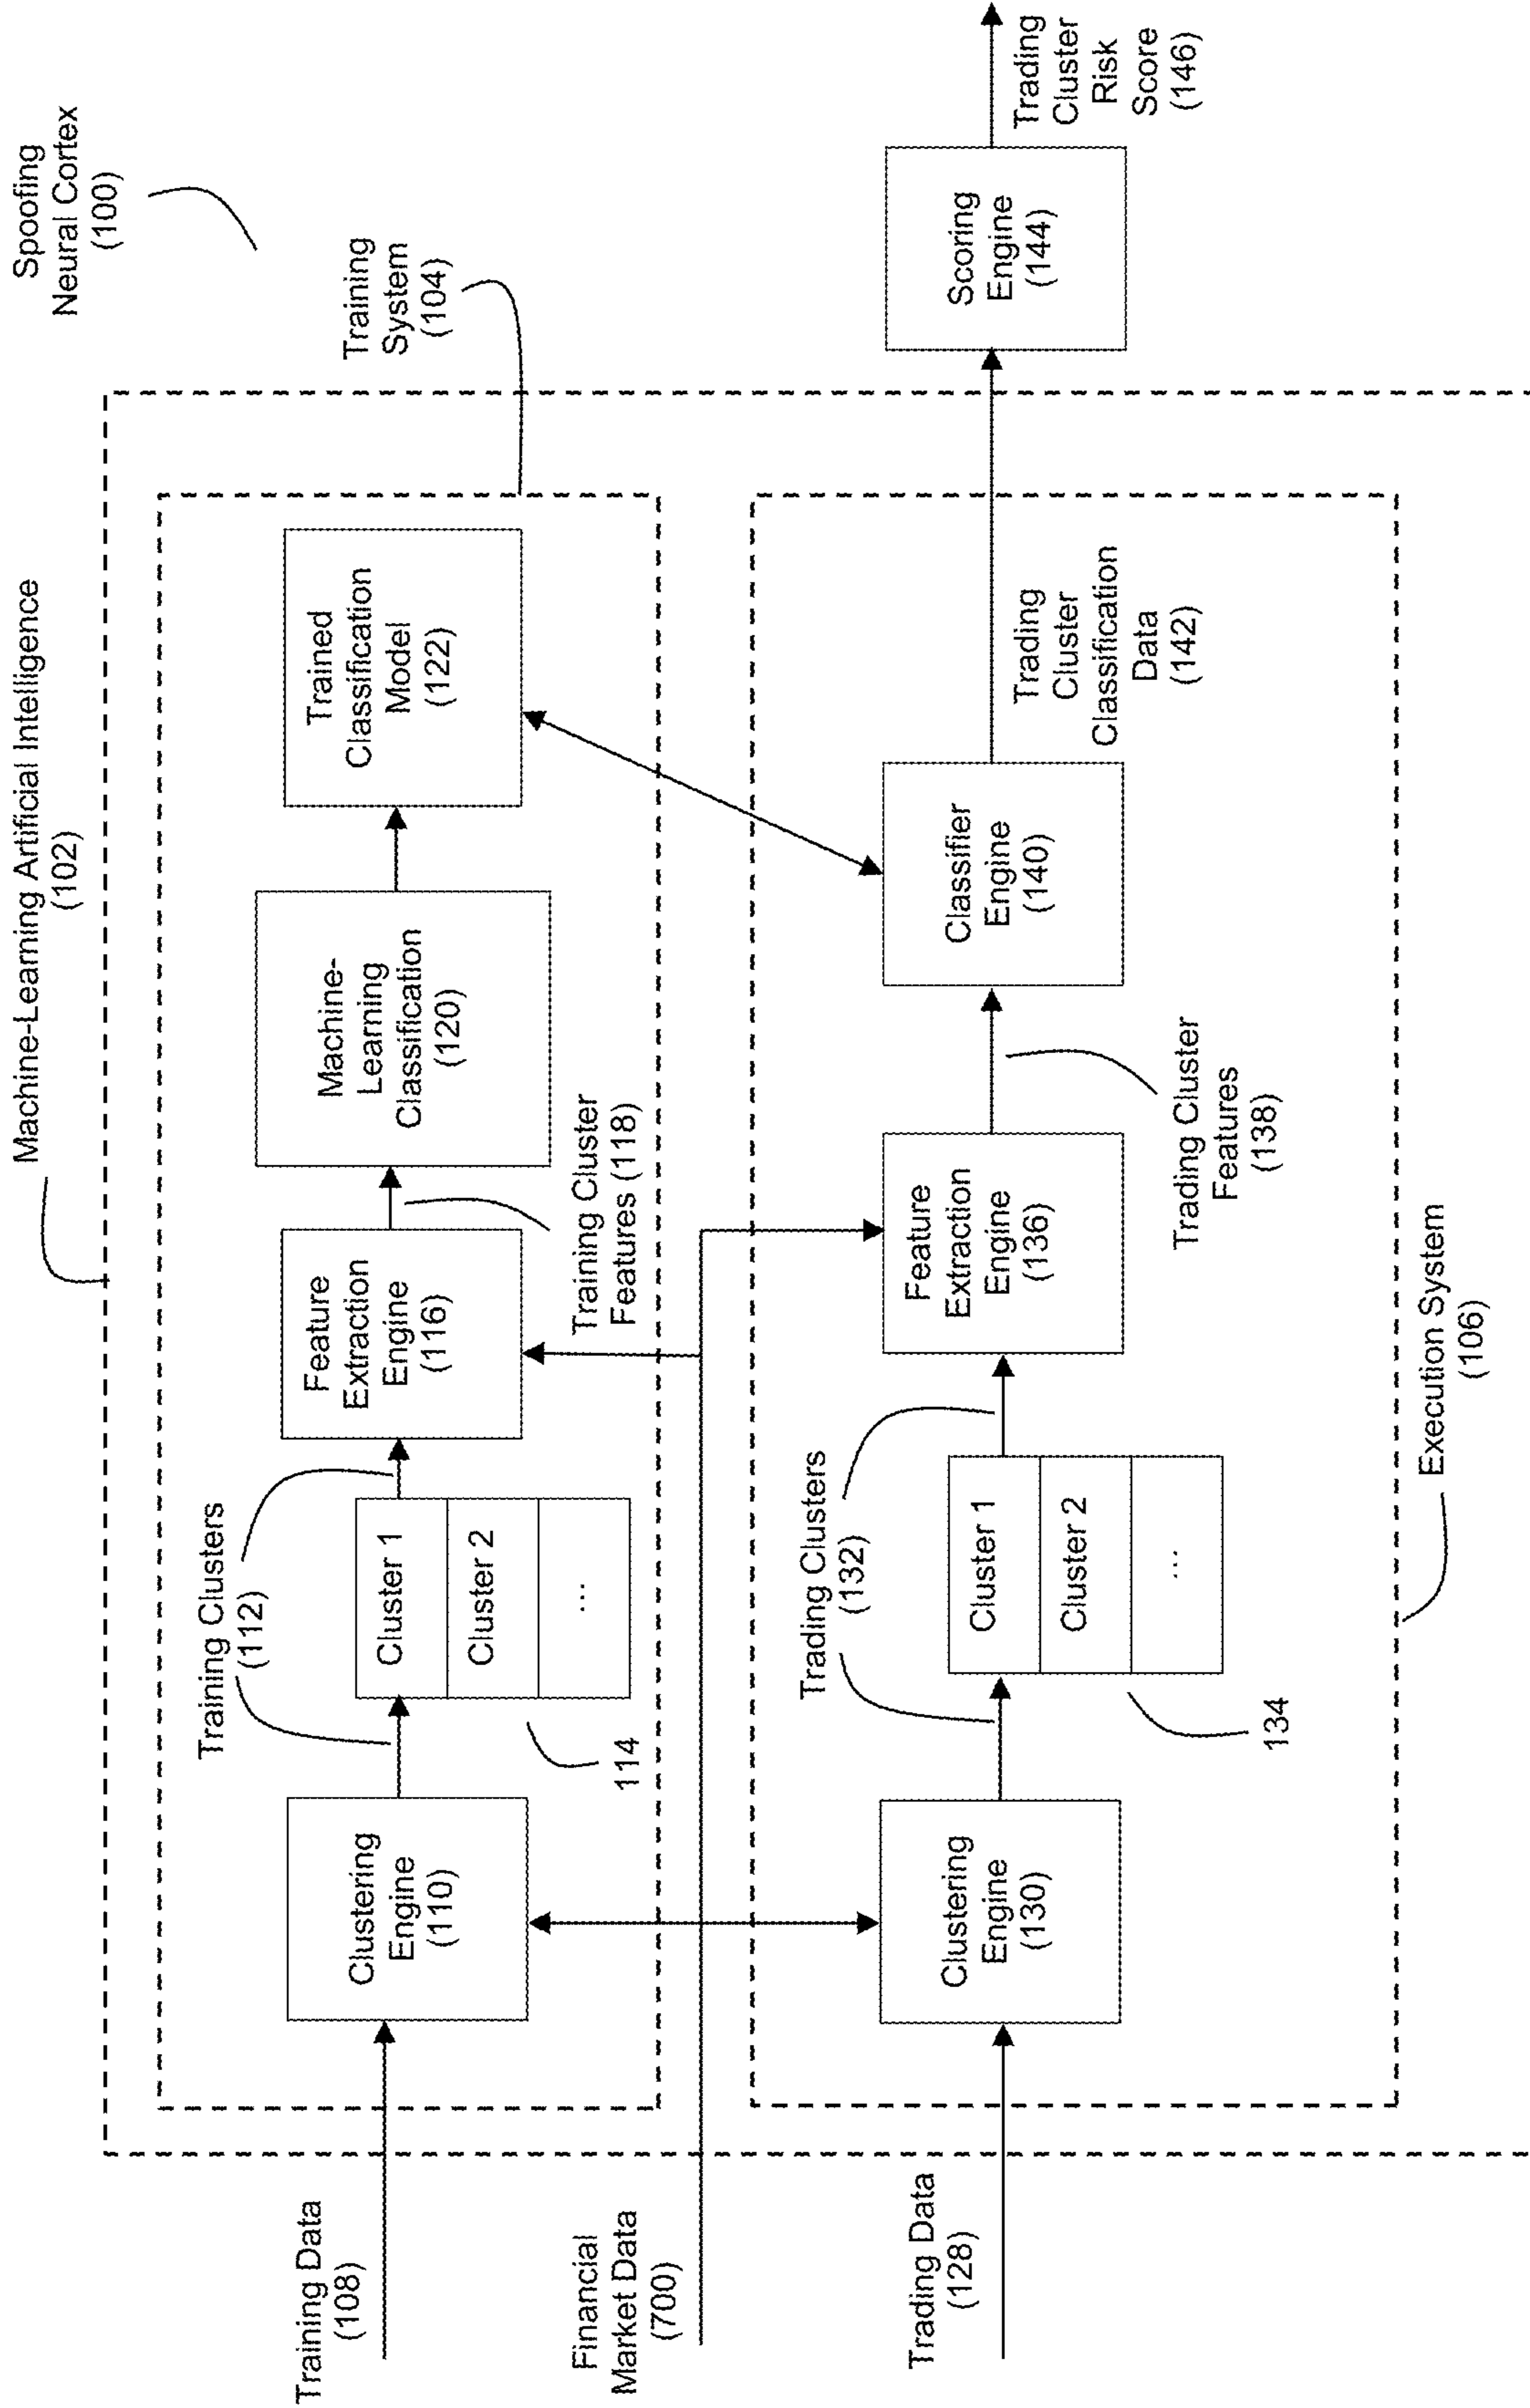 Spoofing
Neural Cortex
(100)
Machine-Learning Artificial Intelligence
(102)
Training
System
(104)
Training Data
(108)
Clustering
Engine
(110)
Training Clusters
(112)
Cluster 1
Cluster 2
...
114
Feature
Extraction
Engine
(116)
Training Cluster
Features (118)
Machine-
Learning
Classification
(120)
Trained
Classification
Model
(122)
Financial
Market Data
(700)
Trading Data
(128)
Clustering
Engine
(130)
Trading Clusters
(132)
Cluster 1
Cluster 2
...
134
Feature
Extraction
Engine
(136)
Trading Cluster
Features
(138)
Classifier
Engine
(140)
Trading
Cluster
Classification
Data
(142)
Scoring
Engine
(144)
Trading
Cluster
Risk
Score
(146)
Execution System
(106)